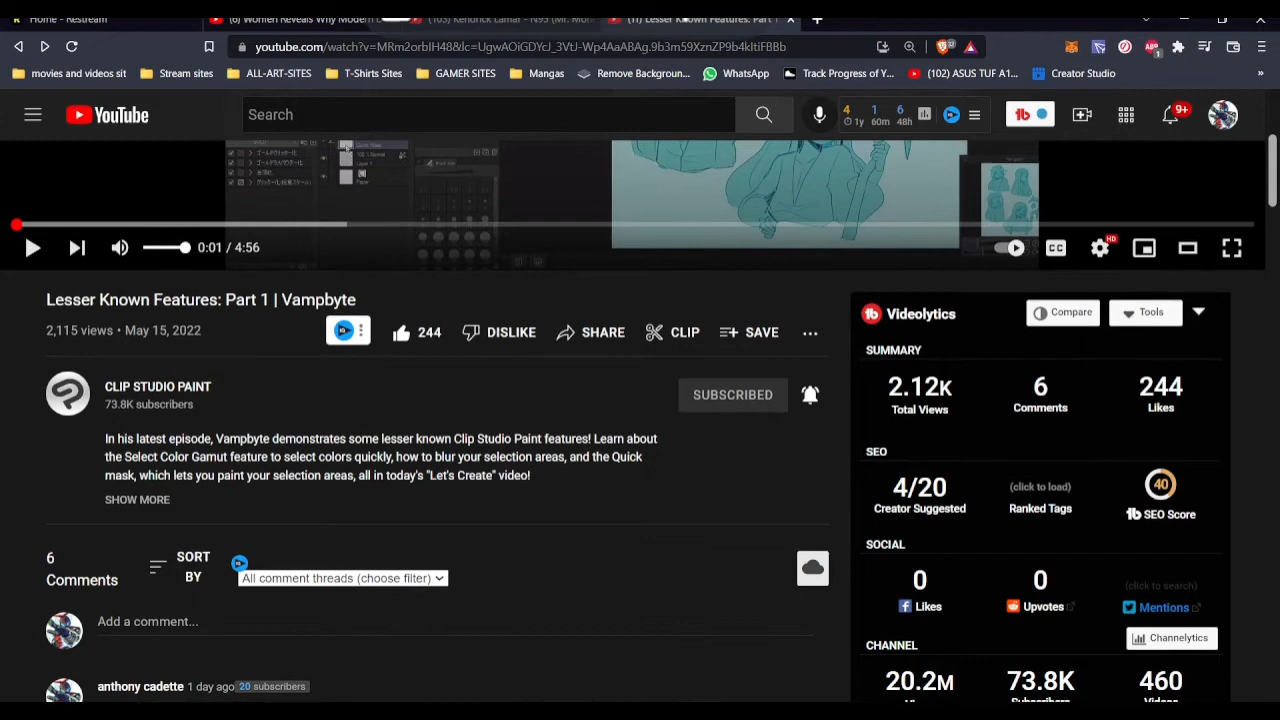 Home – Restream
(6) Women Reveals Why Modern
(103) Kendrick Lamar - N95 (Mr. Mor
(11) Lesser Known Features: Part 1
youtube.com/watch?v=MRm2orbIH48&lc=UgwAOiGDYcJ_3VtJ-Wp4AaABAg.9b3m59XznZP9b4kItiFBBb
movies and videos sit
Stream sites
ALL-ART-SITES
T-Shirts Sites
GAMER SITES
Mangas
Remove Backgroun...
WhatsApp
Track Progress of Y...
(102) ASUS TUF A1...
Creator Studio
»
YouTube
Search
4 1 6
1y 60m 48h
9+
0:01 / 4:56
CC
HD
Lesser Known Features: Part 1 | Vampbyte
2,115 views • May 15, 2022
244
DISLIKE
SHARE
CLIP
SAVE
CLIP STUDIO PAINT
73.8K subscribers
SUBSCRIBED
In his latest episode, Vampbyte demonstrates some lesser known Clip Studio Paint features! Learn about
the Select Color Gamut feature to select colors quickly, how to blur your selection areas, and the Quick
mask, which lets you paint your selection areas, all in today's "Let's Create" video!
SHOW MORE
6
Comments
SORT
BY
All comment threads (choose filter)
Add a comment...
anthony cadette 1 day ago 20 subscribers
Videolytics
Compare
Tools
SUMMARY
2.12K 6 244
Total Views Comments Likes
SEO
4/20 (click to load) 40
Creator Suggested Ranked Tags SEO Score
SOCIAL
0 0 (click to search)
Likes Upvotes Mentions
Channelytics
CHANNEL
20.2M 73.8K 460